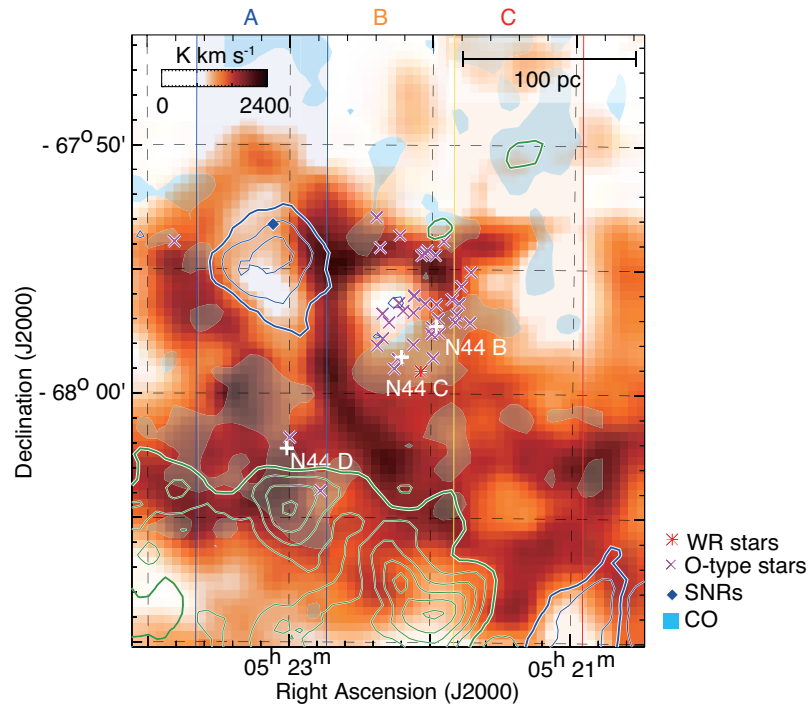 A B C
K km s⁻¹
0 2400
100 pc
- 67° 50'
N44 B
N44 C
- 68° 00'
N44 D
Declination (J2000)
WR stars
O-type stars
SNRs
CO
05ʰ 23ᵐ 05ʰ 21ᵐ
Right Ascension (J2000)